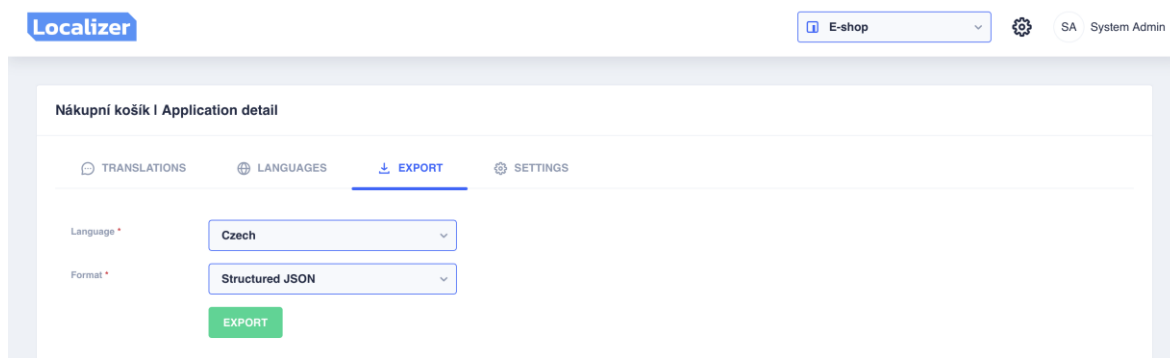 Localizer
E-shop
SA System Admin
Nákupní košík | Application detail
TRANSLATIONS LANGUAGES EXPORT SETTINGS
Language *
Czech
Format *
Structured JSON
EXPORT